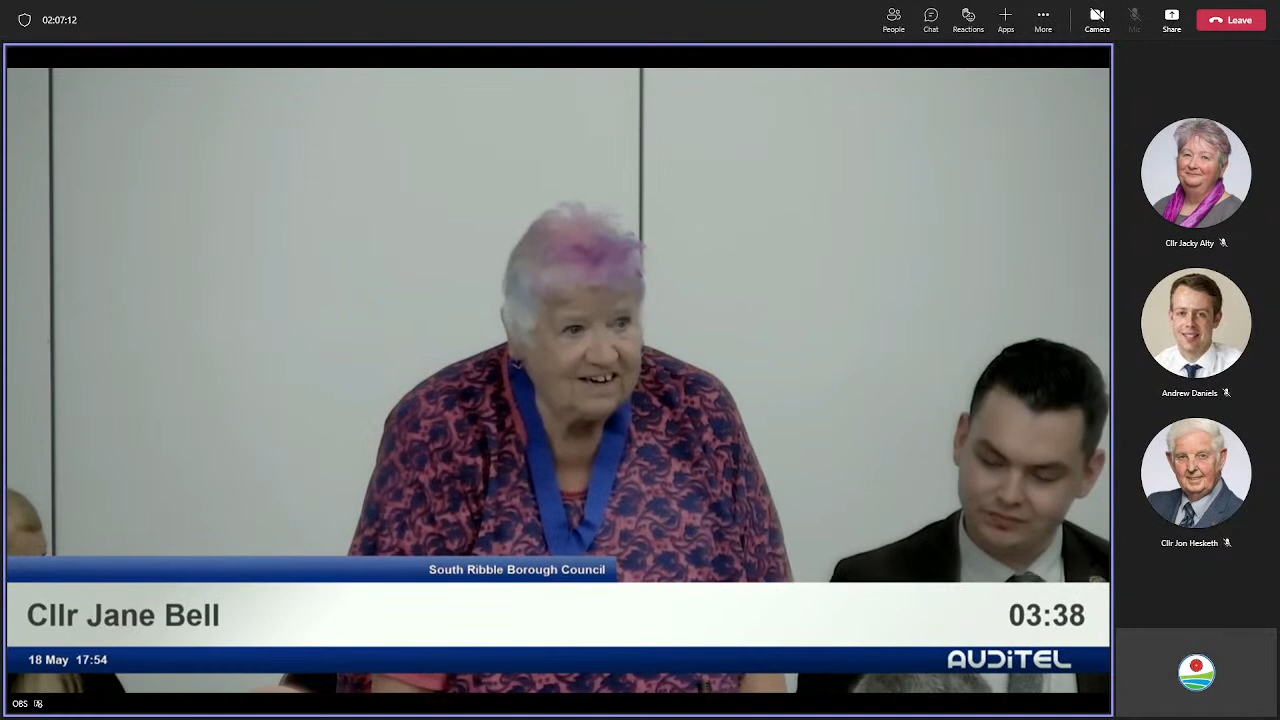 02:07:12
People
Chat
Reactions
Apps
More
Camera
Mic
Share
Leave
Cllr Jacky Alty
Andrew Daniels
Cllr Jon Hesketh
South Ribble Borough Council
Cllr Jane Bell
03:38
18 May 17:54
AUDiTEL
OBS